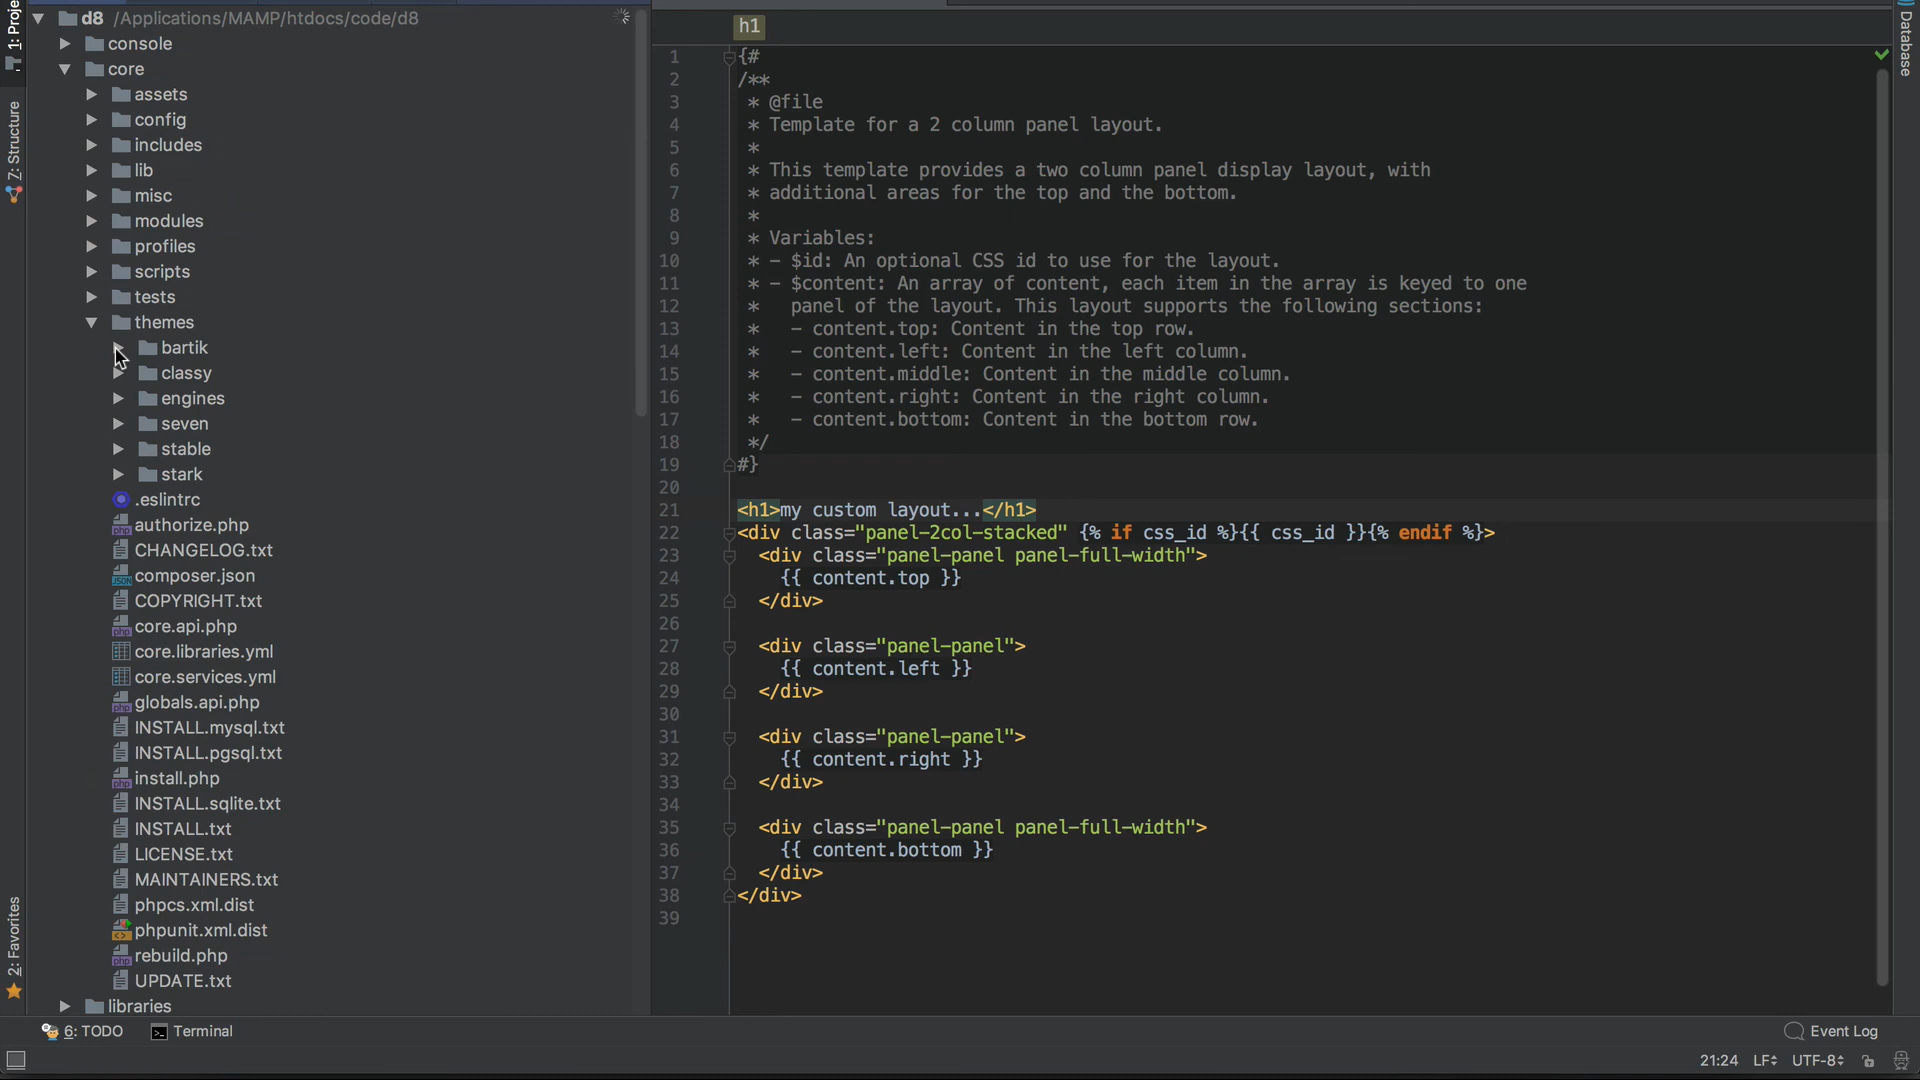 1: Proje
Z: Structure
2: Favorites
d8 /Applications/MAMP/htdocs/code/d8
console
core
assets
config
includes
lib
misc
modules
profiles
scripts
tests
themes
bartik
classy
engines
seven
stable
stark
.eslintrc
authorize.php
CHANGELOG.txt
composer.json
COPYRIGHT.txt
core.api.php
core.libraries.yml
core.services.yml
globals.api.php
INSTALL.mysql.txt
INSTALL.pgsql.txt
install.php
INSTALL.sqlite.txt
INSTALL.txt
LICENSE.txt
MAINTAINERS.txt
phpcs.xml.dist
phpunit.xml.dist
rebuild.php
UPDATE.txt
libraries
h1
1 {#
2 /**
3 * @file
4 * Template for a 2 column panel layout.
5 *
6 * This template provides a two column panel display layout, with
7 * additional areas for the top and the bottom.
8 *
9 * Variables:
10 * - $id: An optional CSS id to use for the layout.
11 * - $content: An array of content, each item in the array is keyed to one
12 * panel of the layout. This layout supports the following sections:
13 * - content.top: Content in the top row.
14 * - content.left: Content in the left column.
15 * - content.middle: Content in the middle column.
16 * - content.right: Content in the right column.
17 * - content.bottom: Content in the bottom row.
18 */
19 #}
20
21 <h1>my custom layout...</h1>
22 <div class="panel-2col-stacked" {% if css_id %}{{ css_id }}{% endif %}>
23 <div class="panel-panel panel-full-width">
24 {{ content.top }}
25 </div>
26
27 <div class="panel-panel">
28 {{ content.left }}
29 </div>
30
31 <div class="panel-panel">
32 {{ content.right }}
33 </div>
34
35 <div class="panel-panel panel-full-width">
36 {{ content.bottom }}
37 </div>
38 </div>
39
Database
6: TODO
Terminal
Event Log
21:24 LF UTF-8